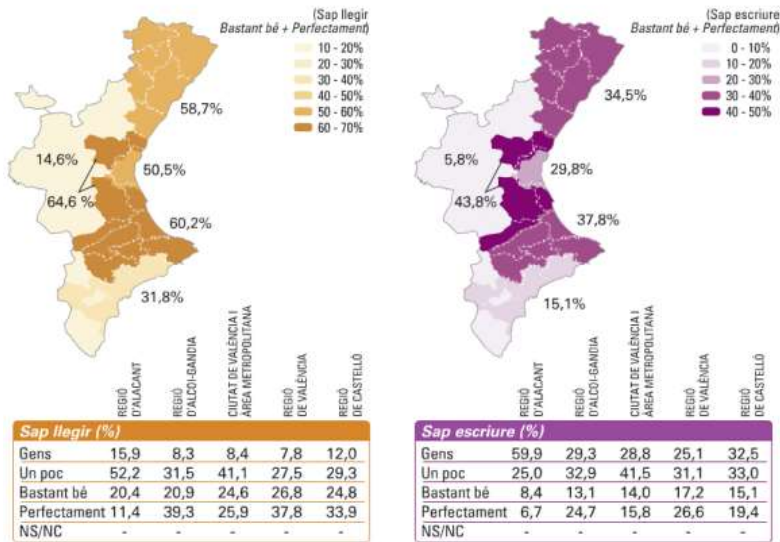 (Sap llegir
Bastant bé + Perfectament)
10 - 20%
20 - 30%
30 - 40%
40 - 50%
50 - 60%
60 - 70%
58,7%
14,6%
50,5%
64,6 %
60,2%
31,8%
REGIÓ D'ALACANT
REGIÓ D'ALCOI-GANDIA
CIUTAT DE VALÈNCIA I ÀREA METROPOLITANA
REGIÓ DE VALÈNCIA
REGIÓ DE CASTELLÓ
Sap llegir (%)
Gens 15,9 8,3 8,4 7,8 12,0
Un poc 52,2 31,5 41,1 27,5 29,3
Bastant bé 20,4 20,9 24,6 26,8 24,8
Perfectament 11,4 39,3 25,9 37,8 33,9
NS/NC - - - - -
(Sap escriure
Bastant bé + Perfectament)
0 - 10%
10 - 20%
20 - 30%
30 - 40%
40 - 50%
34,5%
5,8%
29,8%
43,8%
37,8%
15,1%
REGIÓ D'ALACANT
REGIÓ D'ALCOI-GANDIA
CIUTAT DE VALÈNCIA I ÀREA METROPOLITANA
REGIÓ DE VALÈNCIA
REGIÓ DE CASTELLÓ
Sap escriure (%)
Gens 59,9 29,3 28,8 25,1 32,5
Un poc 25,0 32,9 41,5 31,1 33,0
Bastant bé 8,4 13,1 14,0 17,2 15,1
Perfectament 6,7 24,7 15,8 26,6 19,4
NS/NC - - - - -